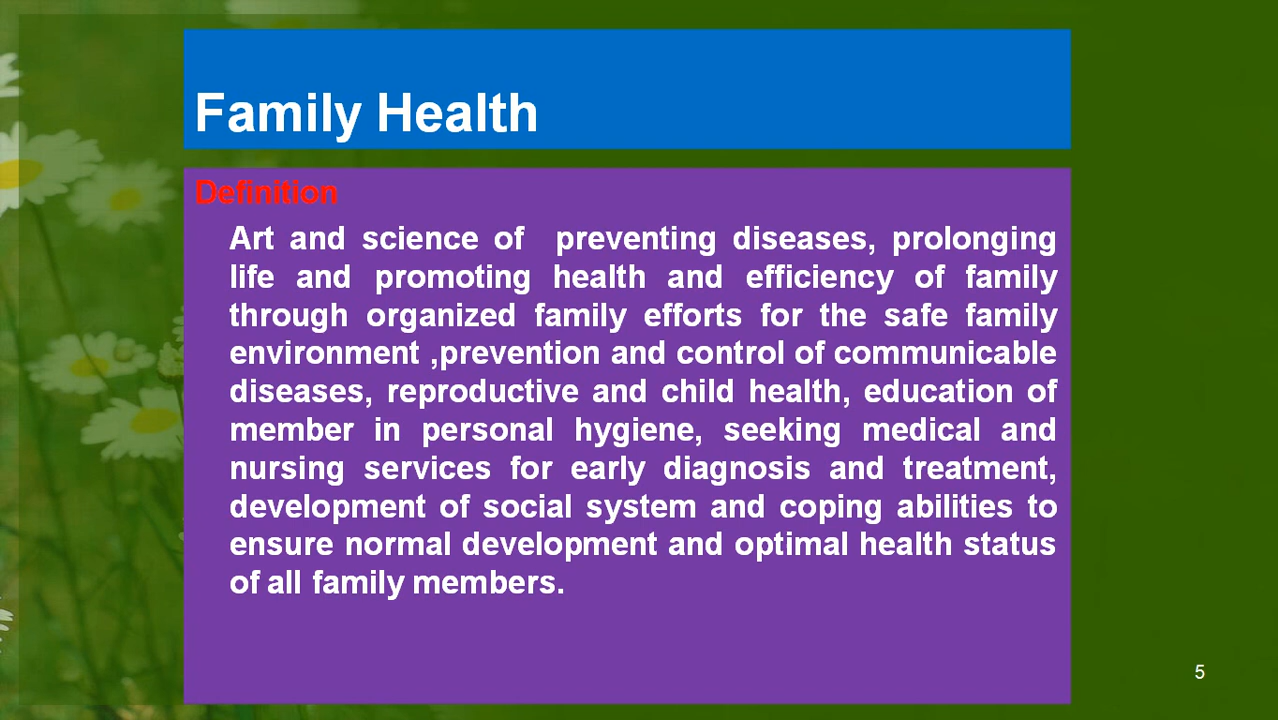 Family Health
Definition
Art and science of preventing diseases, prolonging
life and promoting health and efficiency of family
through organized family efforts for the safe family
environment ,prevention and control of communicable
diseases, reproductive and child health, education of
member in personal hygiene, seeking medical and
nursing services for early diagnosis and treatment,
development of social system and coping abilities to
ensure normal development and optimal health status
of all family members.
5